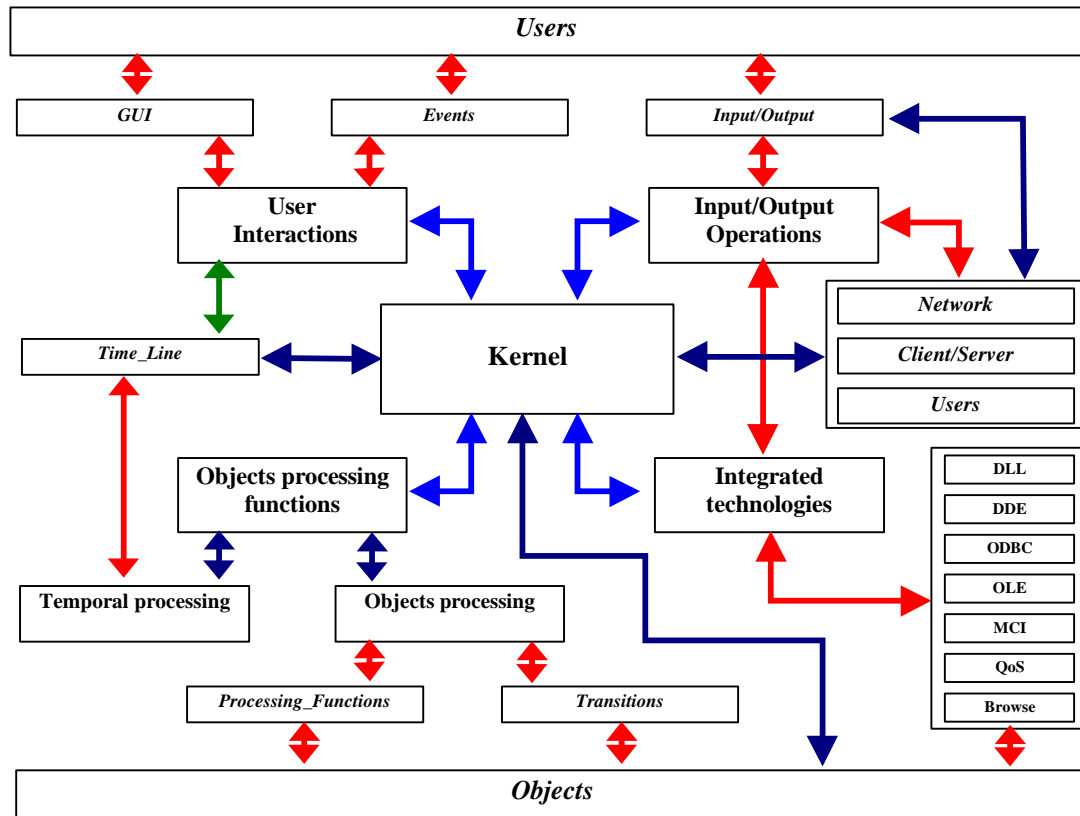 Users
GUI
Events
Input/Output
User
Interactions
Input/Output
Operations
Network
Client/Server
Users
Time_Line
Kernel
Objects processing
functions
Integrated
technologies
DLL
DDE
ODBC
OLE
MCI
QoS
Browse
Temporal processing
Objects processing
Processing_Functions
Transitions
Objects